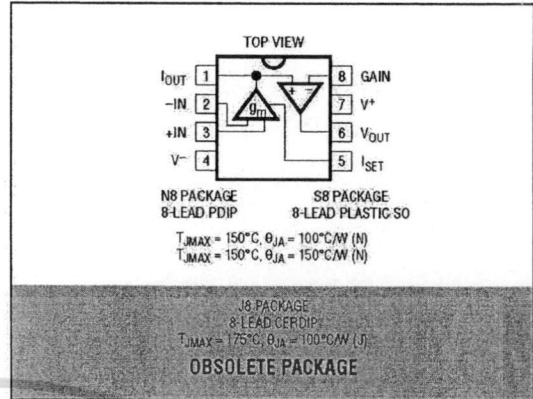 TOP VIEW
IOUT 1
8 GAIN
-IN 2
7 V+
+IN 3
6 VOUT
V− 4
5 ISET
gm
+ −
N8 PACKAGE
8-LEAD PDIP
S8 PACKAGE
8-LEAD PLASTIC SO
TJMAX = 150°C, θJA = 100°C/W (N)
TJMAX = 150°C, θJA = 150°C/W (N)
J8 PACKAGE
8-LEAD CERDIP
TJMAX = 175°C, θJA = 100°C/W (J)
OBSOLETE PACKAGE